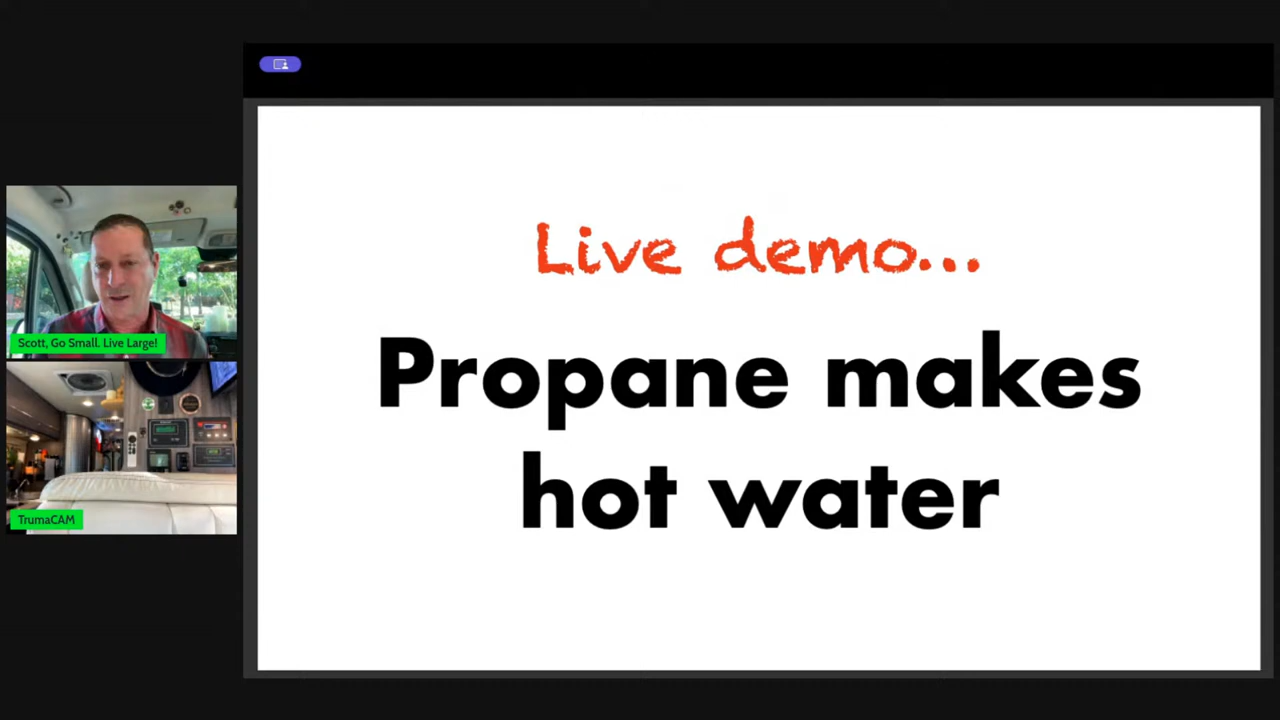 Live demo...
Propane makes
hot water
Scott, Go Small. Live Large!
TrumaCAM